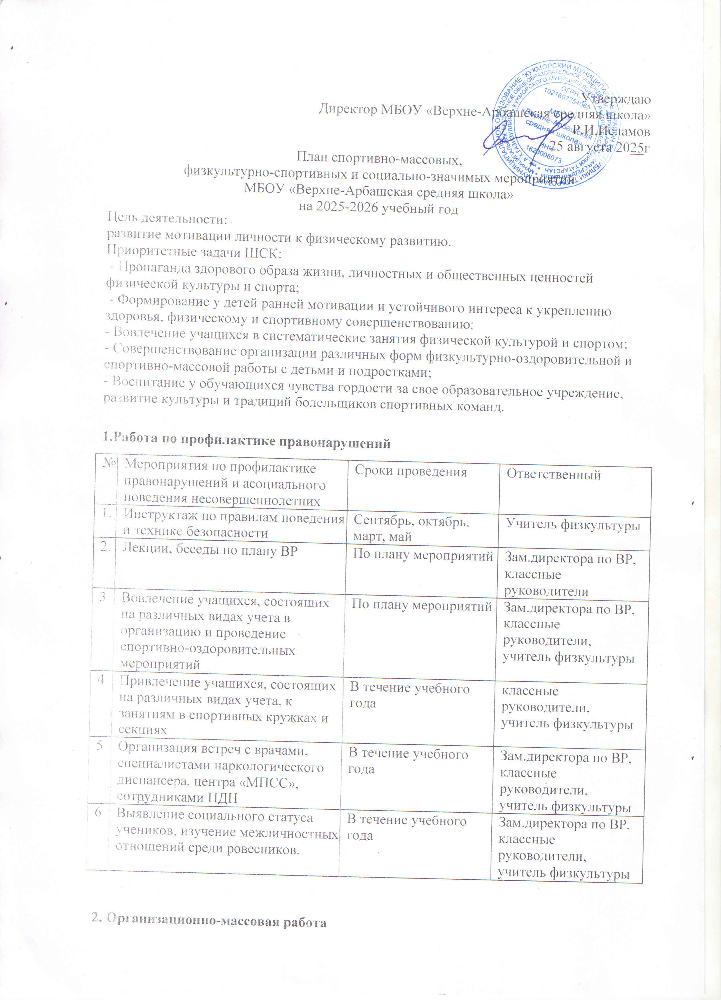 Утверждаю
Директор МБОУ «Верхне-Арбашская средняя школа»
Р.И.Исламов
25 августа 2025г
ОГРН
1021607754068
МБОУ
«Верхне-Арбашская
средняя школа»
ИНН
1623006073
План спортивно-массовых,
физкультурно-спортивных и социально-значимых мероприятий
МБОУ «Верхне-Арбашская средняя школа»
на 2025-2026 учебный год
Цель деятельности:
развитие мотивации личности к физическому развитию.
Приоритетные задачи ШСК:
- Пропаганда здорового образа жизни, личностных и общественных ценностей
физической культуры и спорта;
- Формирование у детей ранней мотивации и устойчивого интереса к укреплению
здоровья, физическому и спортивному совершенствованию;
- Вовлечение учащихся в систематические занятия физической культурой и спортом;
- Совершенствование организации различных форм физкультурно-оздоровительной и
спортивно-массовой работы с детьми и подростками;
- Воспитание у обучающихся чувства гордости за свое образовательное учреждение,
развитие культуры и традиций болельщиков спортивных команд.
1.Работа по профилактике правонарушений
№ Мероприятия по профилактике
правонарушений и асоциального
поведения несовершеннолетних
Сроки проведения
Ответственный
1. Инструктаж по правилам поведения
и технике безопасности
Сентябрь, октябрь,
март, май
Учитель физкультуры
2. Лекции, беседы по плану ВР
По плану мероприятий
Зам.директора по ВР,
классные
руководители
3 Вовлечение учащихся, состоящих
на различных видах учета в
организацию и проведение
спортивно-оздоровительных
мероприятий
По плану мероприятий
Зам.директора по ВР,
классные
руководители,
учитель физкультуры
4 Привлечение учащихся, состоящих
на различных видах учета, к
занятиям в спортивных кружках и
секциях
В течение учебного
года
классные
руководители,
учитель физкультуры
5 Организация встреч с врачами,
специалистами наркологического
диспансера, центра «МПСС»,
сотрудниками ПДН
В течение учебного
года
Зам.директора по ВР,
классные
руководители,
учитель физкультуры
6 Выявление социального статуса
учеников, изучение межличностных
отношений среди ровесников.
В течение учебного
года
Зам.директора по ВР,
классные
руководители,
учитель физкультуры
2. Организационно-массовая работа